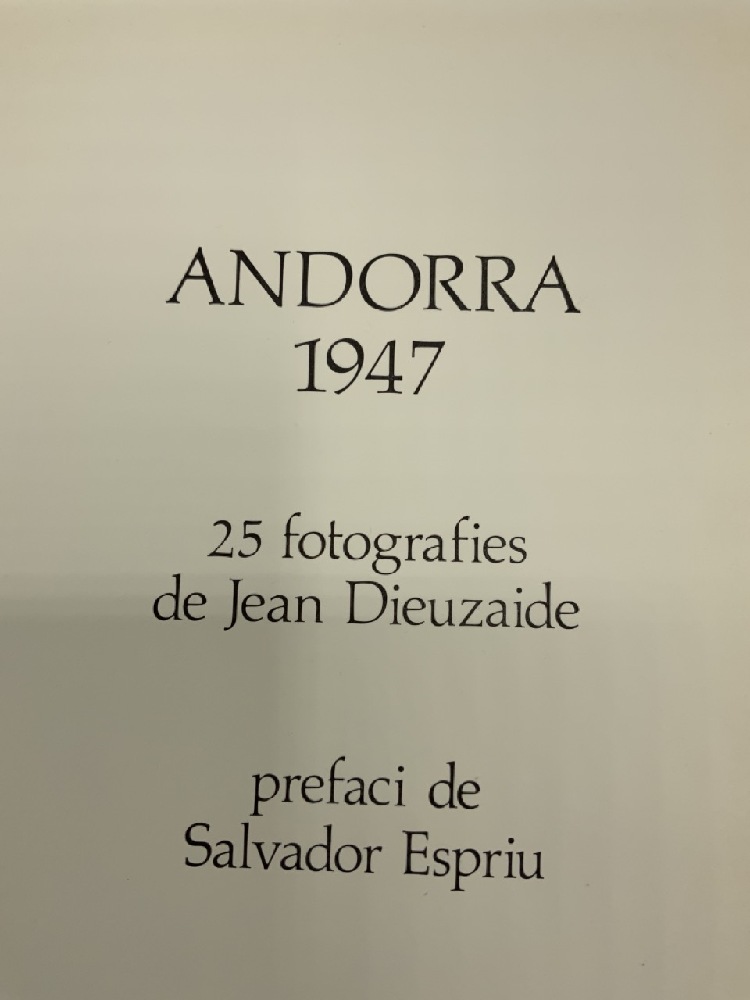 ANDORRA
1947
25 fotografies
de Jean Dieuzaide
prefaci de
Salvador Espriu